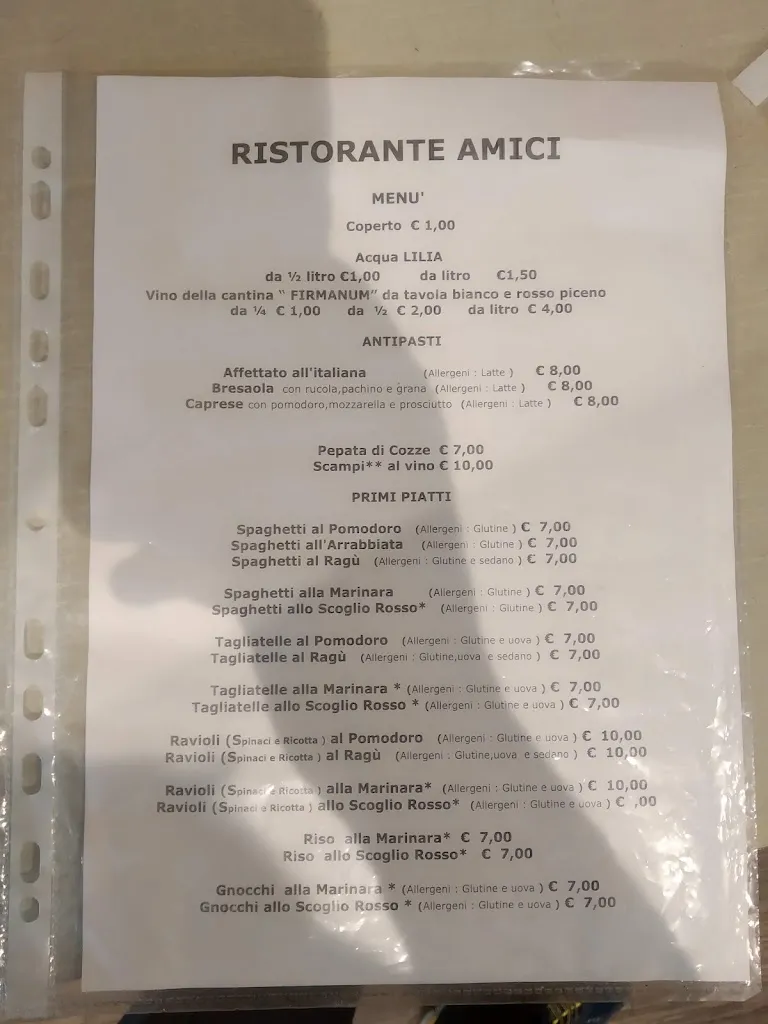 RISTORANTE AMICI
MENU'
Coperto € 1,00
Acqua LILIA
da ½ litro €1,00 da litro €1,50
Vino della cantina " FIRMANUM" da tavola bianco e rosso piceno
da ¼ € 1,00 da ½ € 2,00 da litro € 4,00
ANTIPASTI
Affettato all'italiana (Allergeni : Latte ) € 8,00
Bresaola con rucola,pachino e grana (Allergeni : Latte ) € 8,00
Caprese con pomodoro,mozzarella e prosciutto (Allergeni : Latte ) € 8,00
Pepata di Cozze € 7,00
Scampi** al vino € 10,00
PRIMI PIATTI
Spaghetti al Pomodoro (Allergeni : Glutine ) € 7,00
Spaghetti all'Arrabbiata (Allergeni : Glutine ) € 7,00
Spaghetti al Ragù (Allergeni : Glutine e sedano ) € 7,00
Spaghetti alla Marinara (Allergeni : Glutine ) € 7,00
Spaghetti allo Scoglio Rosso* (Allergeni : Glutine ) € 7,00
Tagliatelle al Pomodoro (Allergeni : Glutine e uova ) € 7,00
Tagliatelle al Ragù (Allergeni : Glutine,uova e sedano ) € 7,00
Tagliatelle alla Marinara * (Allergeni : Glutine e uova ) € 7,00
Tagliatelle allo Scoglio Rosso * (Allergeni : Glutine e uova ) € 7,00
Ravioli (Spinaci e Ricotta ) al Pomodoro (Allergeni : Glutine e uova ) € 10,00
Ravioli (Spinaci e Ricotta ) al Ragù (Allergeni : Glutine,uova e sedano ) € 10,00
Ravioli (Spinaci e Ricotta ) alla Marinara* (Allergeni : Glutine e uova ) € 10,00
Ravioli (Spinaci e Ricotta ) allo Scoglio Rosso* (Allergeni : Glutine e uova ) € ,00
Riso alla Marinara* € 7,00
Riso allo Scoglio Rosso* € 7,00
Gnocchi alla Marinara * (Allergeni : Glutine e uova ) € 7,00
Gnocchi allo Scoglio Rosso * (Allergeni : Glutine e uova ) € 7,00